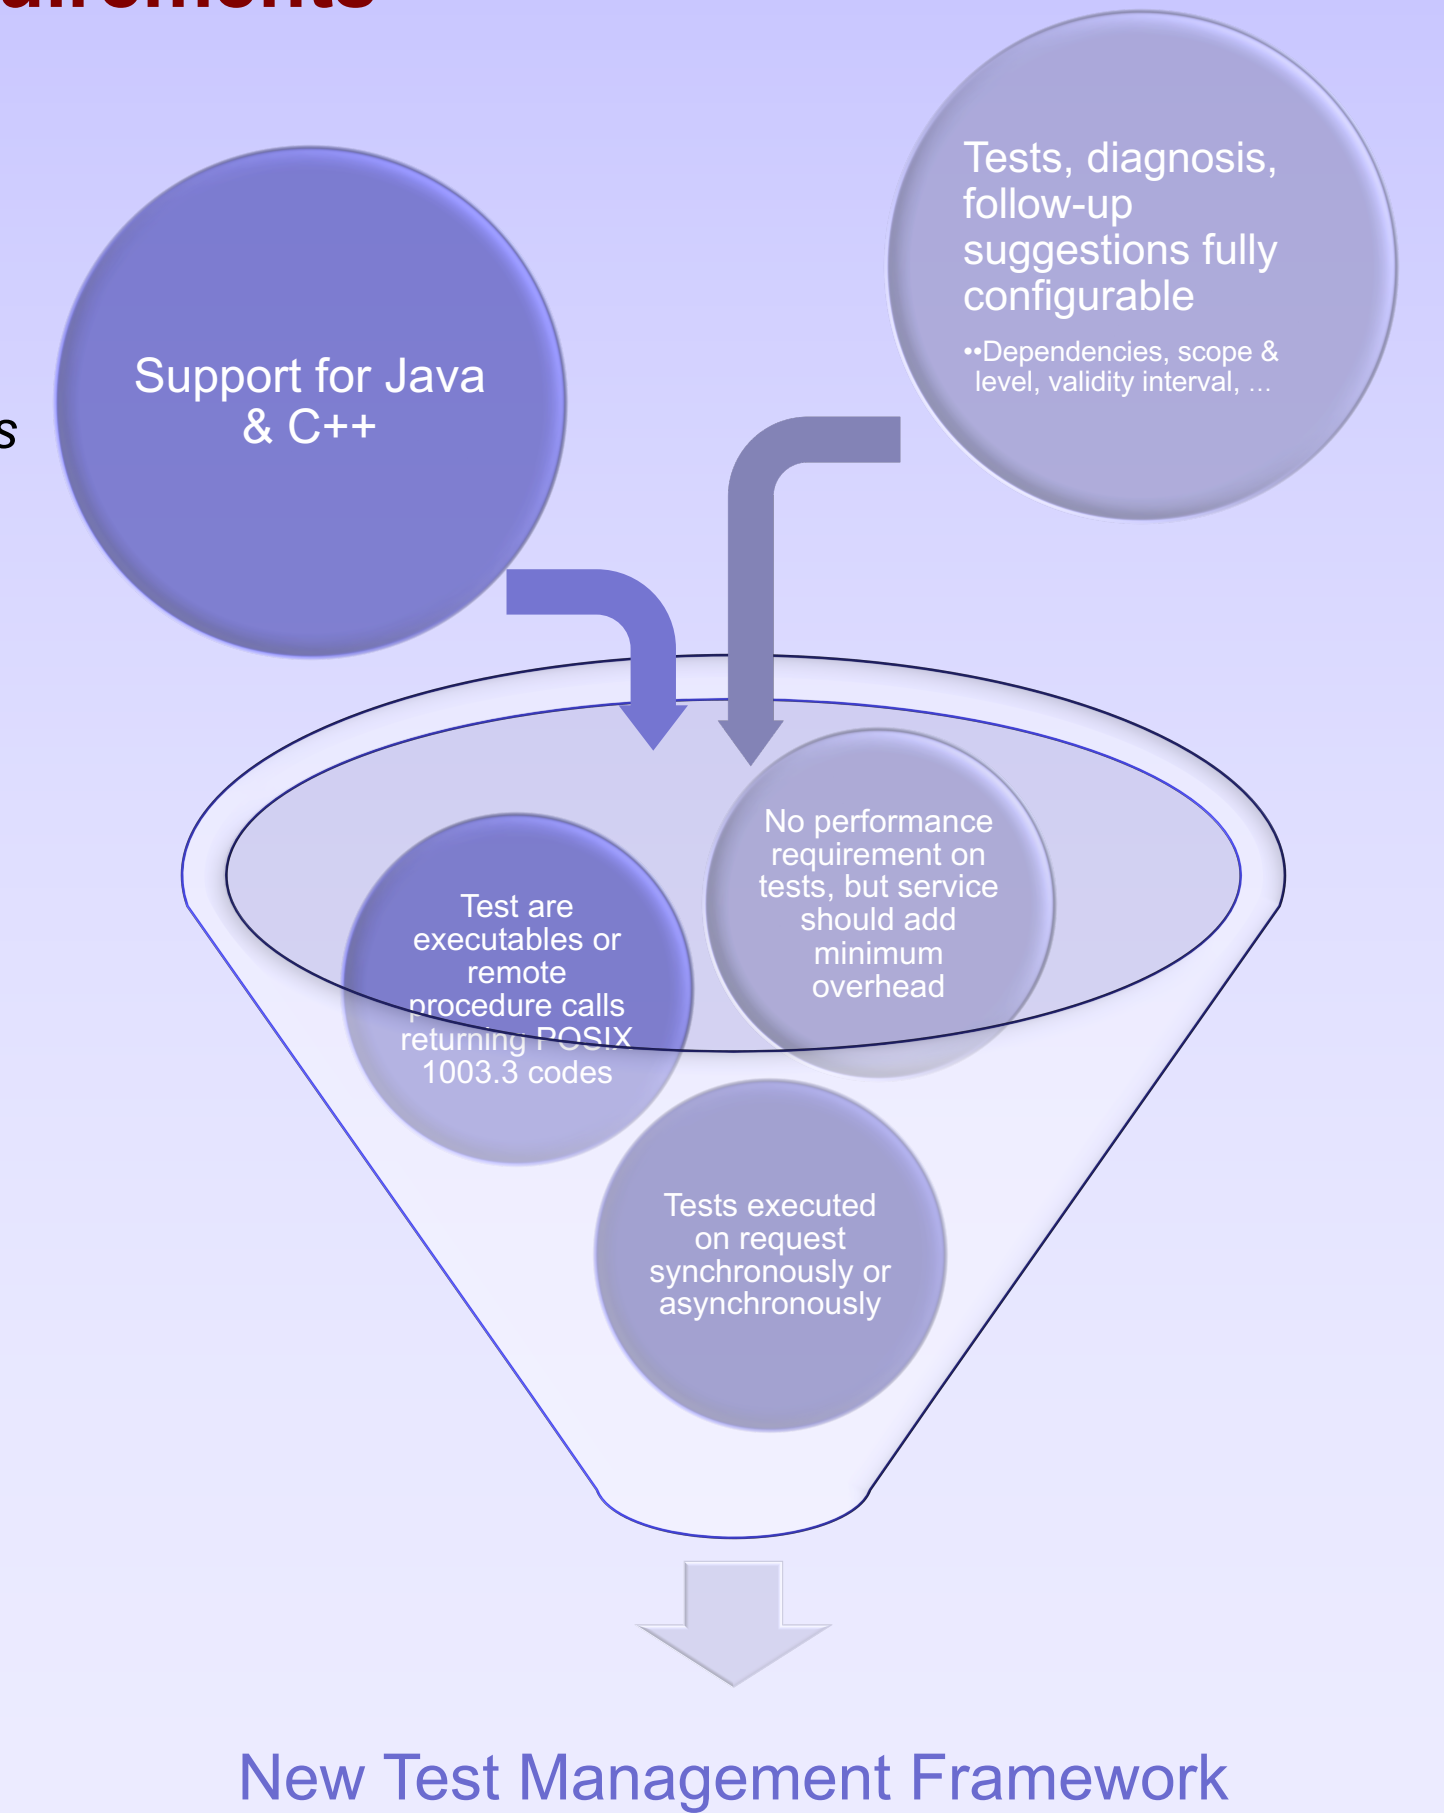 uirements
Tests, diagnosis,
follow-up
suggestions fully
configurable
••Dependencies, scope &
level, validity interval, ...
Support for Java
& C++
s
No performance
requirement on
tests, but service
should add
minimum
overhead
Test are
executables or
remote
procedure calls
returning POSIX
1003.3 codes
Tests executed
on request
synchronously or
asynchronously
New Test Management Framework